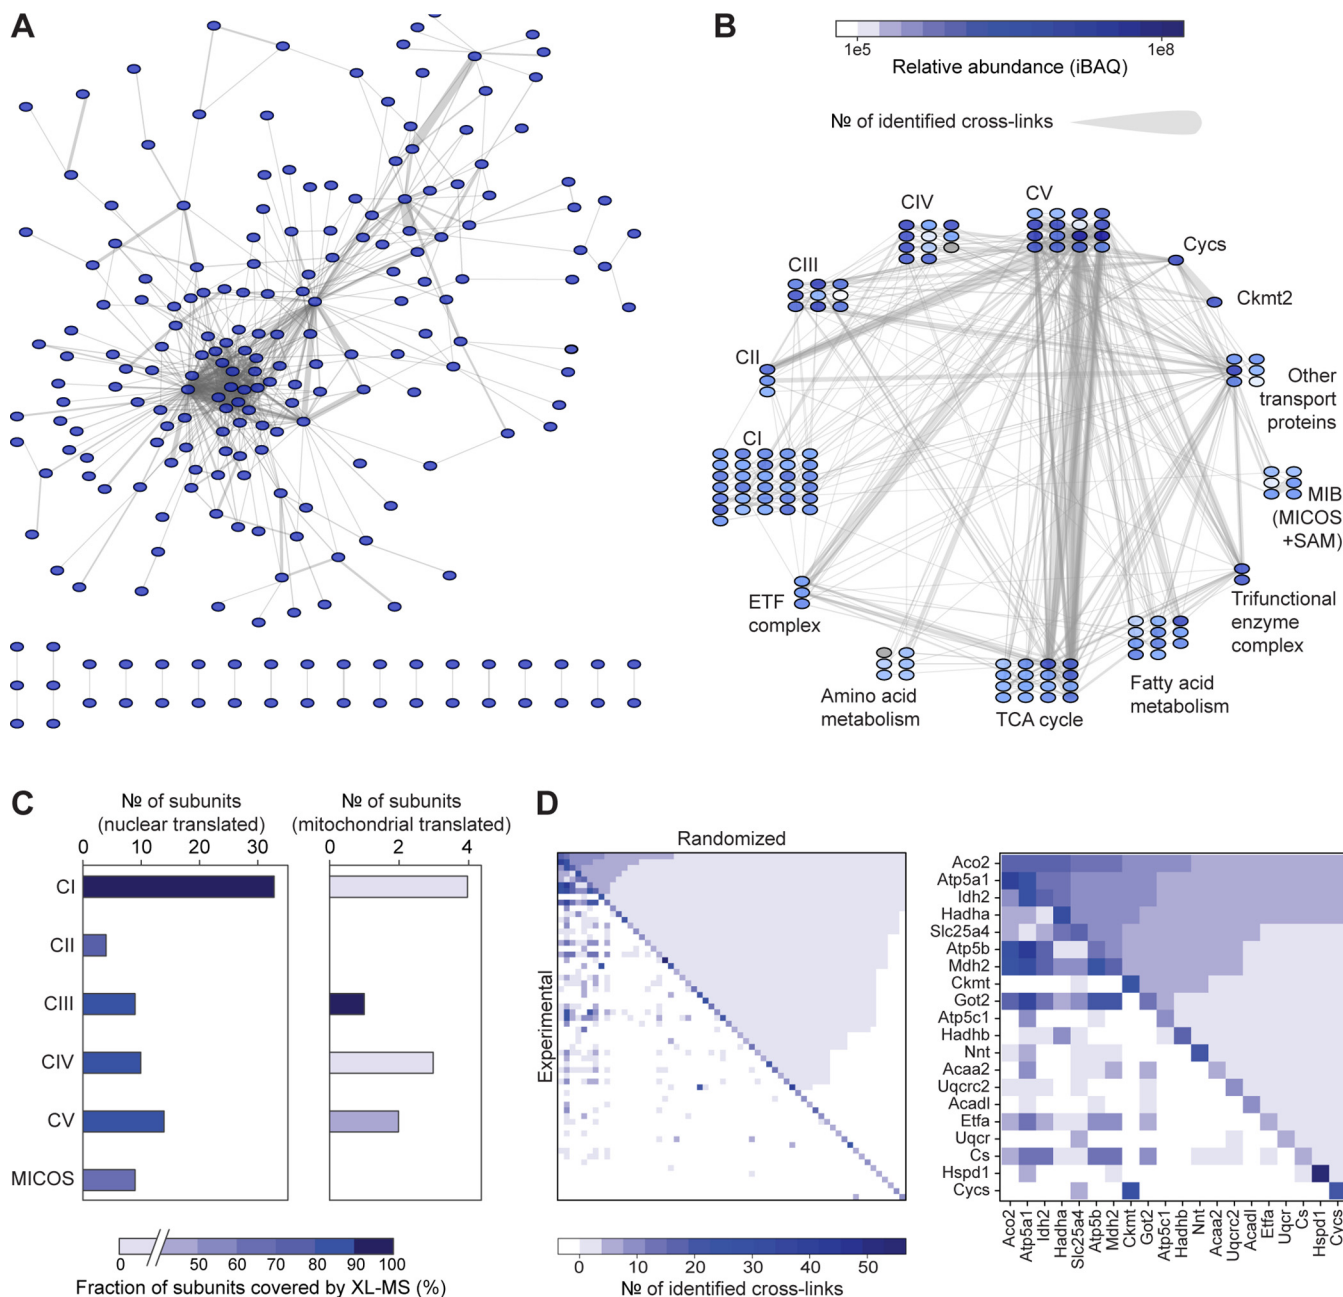 A
B
1e5
1e8
Relative abundance (iBAQ)
№ of identified cross-links
CV
CIV
Cycs
CIII
Ckmt2
CII
Other
transport
proteins
CI
MIB
(MICOS
+SAM)
ETF
complex
Trifunctional
enzyme
complex
Amino acid
metabolism
TCA cycle
Fatty acid
metabolism
C
№ of subunits
(nuclear translated)
0 10 20 30
№ of subunits
(mitochondrial translated)
0 2 4
CI
CII
CIII
CIV
CV
MICOS
0 50 60 70 80 90 100
Fraction of subunits covered by XL-MS (%)
D
Randomized
Experimental
0 10 20 30 40 50
№ of identified cross-links
Aco2
Atp5a1
Idh2
Hadha
Slc25a4
Atp5b
Mdh2
Ckmt
Got2
Atp5c1
Hadhb
Nnt
Acaa2
Uqcrc2
Acadl
Etfa
Uqcr
Cs
Hspd1
Cycs
Aco2
Atp5a1
Idh2
Hadha
Slc25a4
Atp5b
Mdh2
Ckmt
Got2
Atp5c1
Hadhb
Nnt
Acaa2
Uqcrc2
Acadl
Etfa
Uqcr
Cs
Hspd1
Cycs